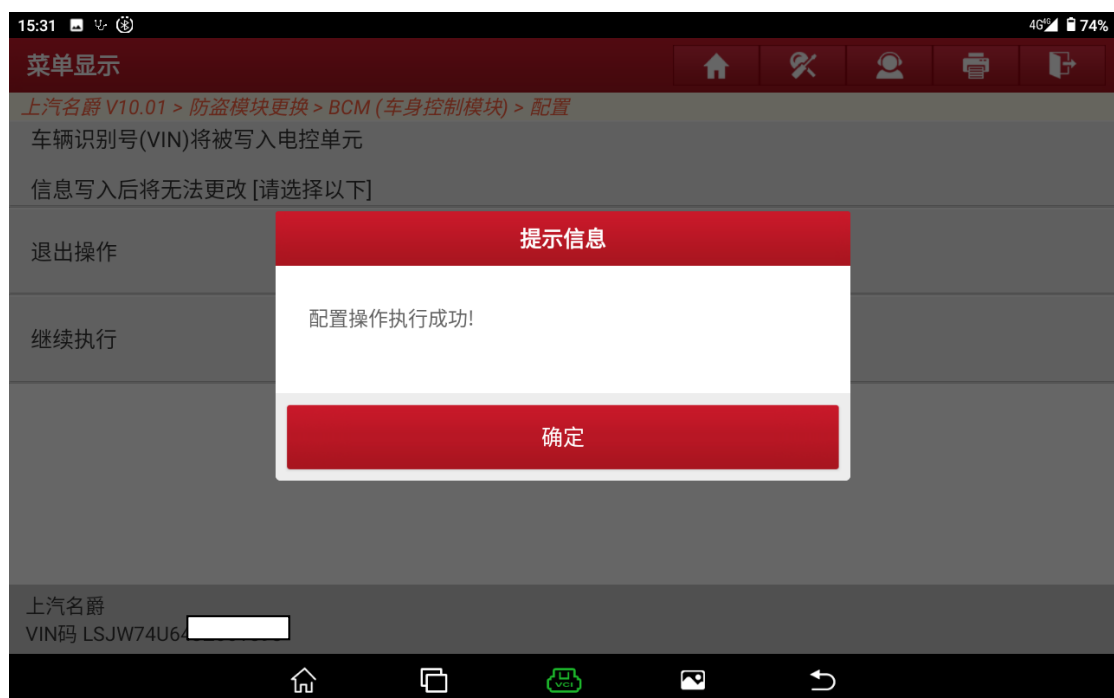 15:31
4G 4G 74%
菜单显示
上汽名爵 V10.01 > 防盗模块更换 > BCM (车身控制模块) > 配置
车辆识别号(VIN)将被写入电控单元
信息写入后将无法更改 [请选择以下]
提示信息
退出操作
配置操作执行成功!
继续执行
确定
上汽名爵
VIN码 LSJW74U64
VCI